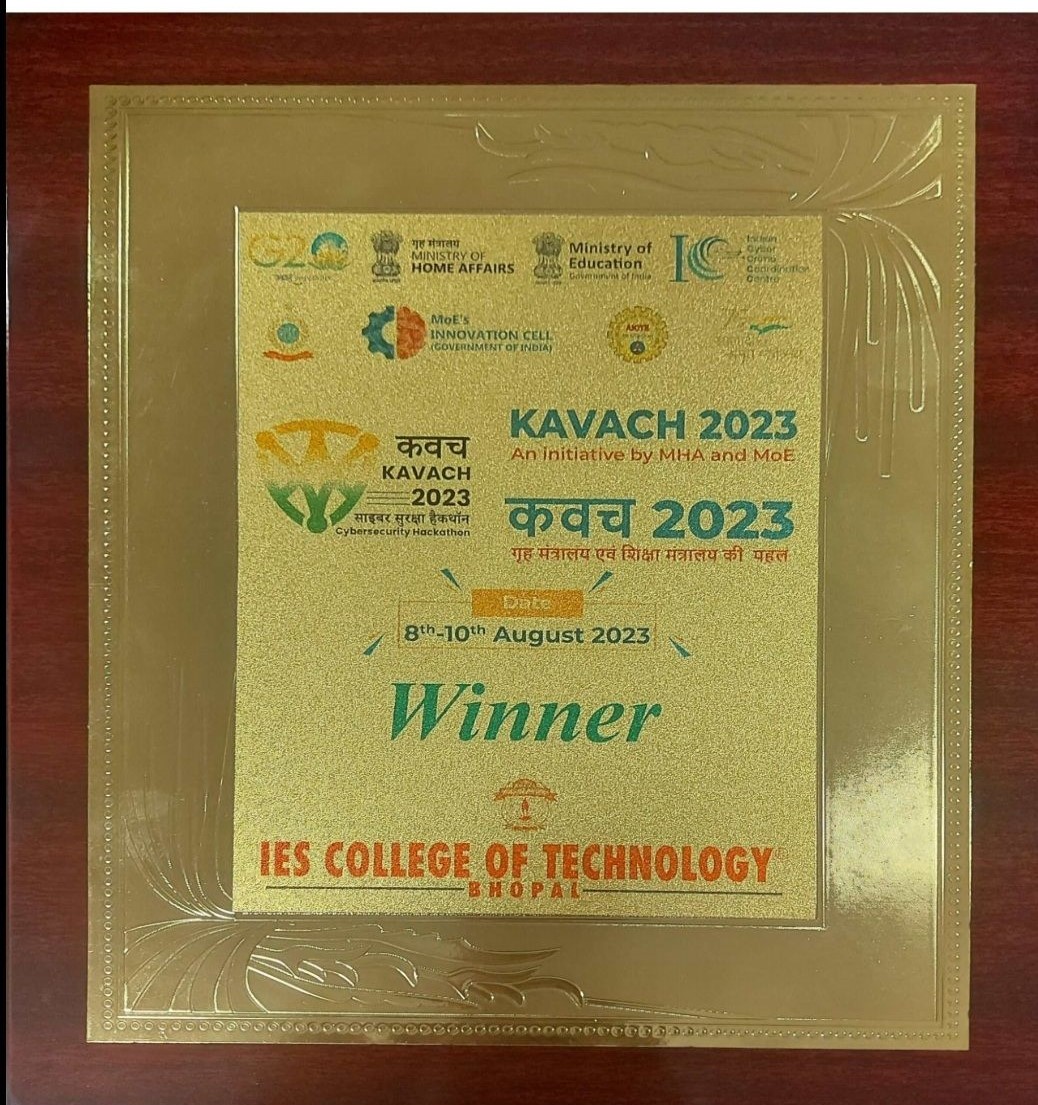 G20
गृह मंत्रालय
MINISTRY OF
HOME AFFAIRS
Ministry of
Education
Government of India
Indian
Cyber
Crime
Coordination
Centre
MoE's
INNOVATION CELL
(GOVERNMENT OF INDIA)
AICTE
कवच
KAVACH
2023
साइबर सुरक्षा हैकथॉन
Cybersecurity Hackathon
KAVACH 2023
An initiative by MHA and MoE
कवच 2023
गृह मंत्रालय एवं शिक्षा मंत्रालय की पहल
Date
8th-10th August 2023
Winner
IES COLLEGE OF TECHNOLOGY
BHOPAL